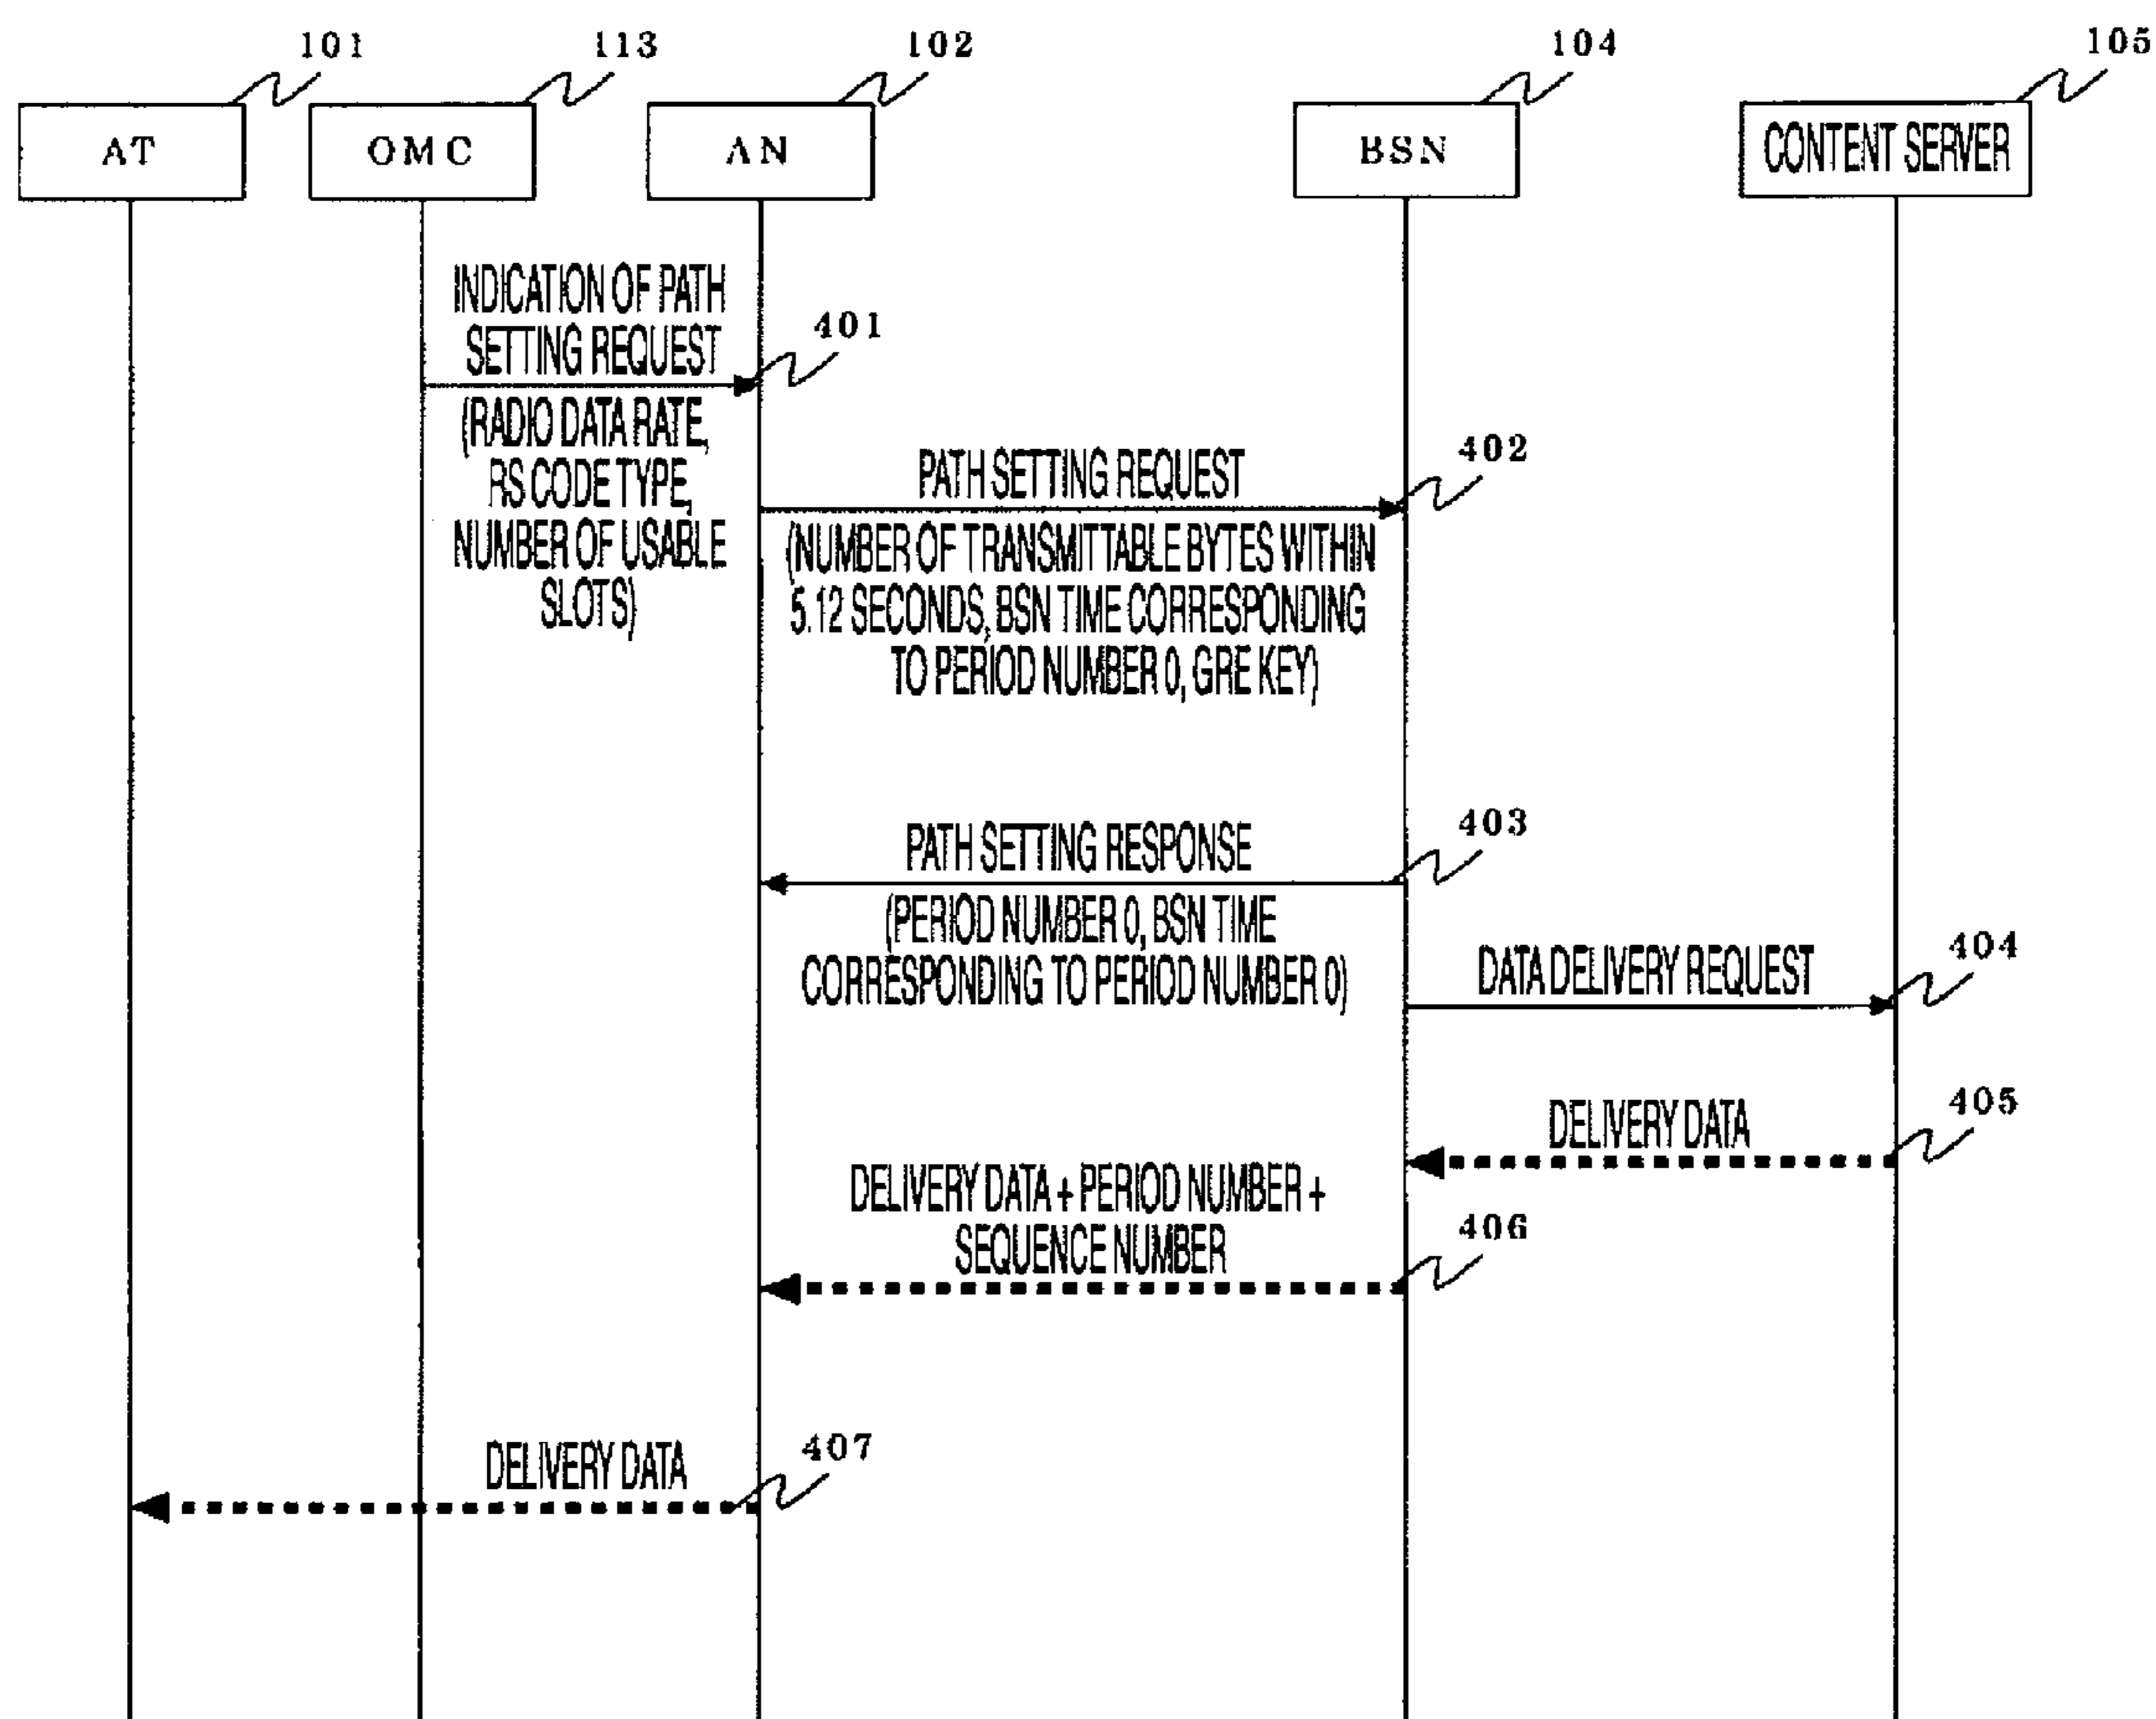 101
113
102
104
105
AT
OMC
AN
BSN
CONTENT SERVER
INDICATION OF PATH
SETTING REQUEST
401
(RADIO DATA RATE,
RS CODE TYPE,
NUMBER OF USABLE
SLOTS)
PATH SETTING REQUEST
402
(NUMBER OF TRANSMITTABLE BYTES WITHIN
5.12 SECONDS, BSN TIME CORRESPONDING
TO PERIOD NUMBER 0, GRE KEY)
PATH SETTING RESPONSE
403
(PERIOD NUMBER 0, BSN TIME
CORRESPONDING TO PERIOD NUMBER 0)
DATA DELIVERY REQUEST
404
DELIVERY DATA
405
DELIVERY DATA + PERIOD NUMBER +
SEQUENCE NUMBER
406
DELIVERY DATA
407